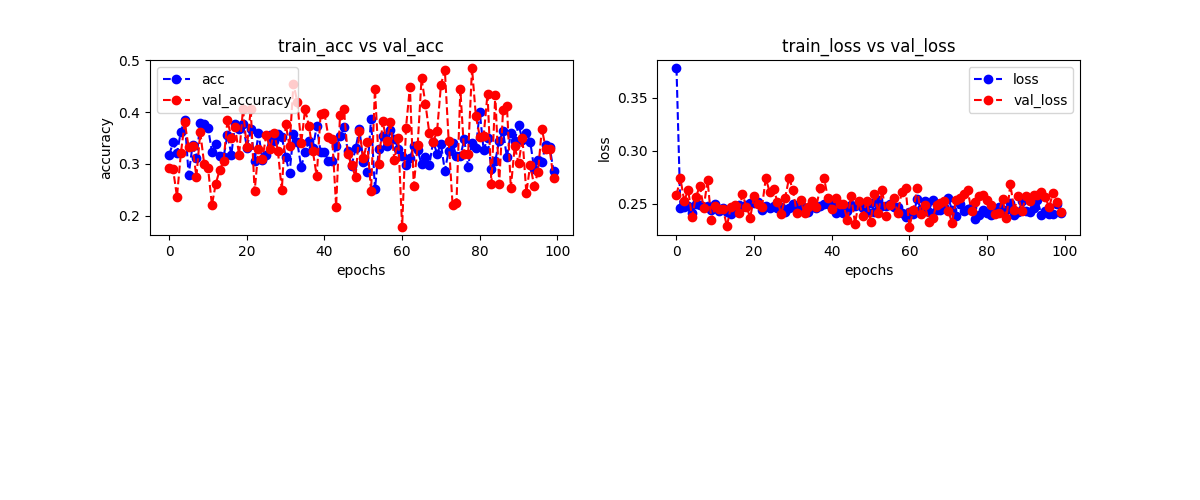 train_acc vs val_acc
0.5
0.4
0.3
0.2
accuracy
acc
val_accuracy
0
20
40
60
80
100
epochs
train_loss vs val_loss
0.35
0.30
0.25
loss
loss
val_loss
0
20
40
60
80
100
epochs